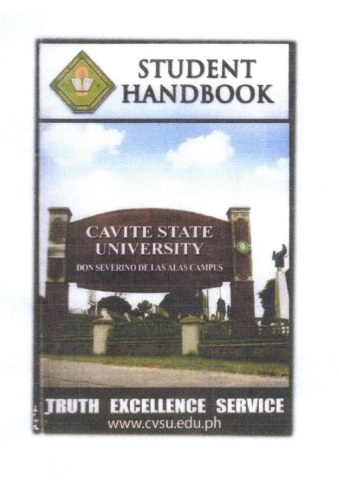 STUDENT
HANDBOOK
CAVITE STATE
UNIVERSITY
DON SEVERINO DE LAS ALAS CAMPUS
TRUTH EXCELLENCE SERVICE
www.cvsu.edu.ph